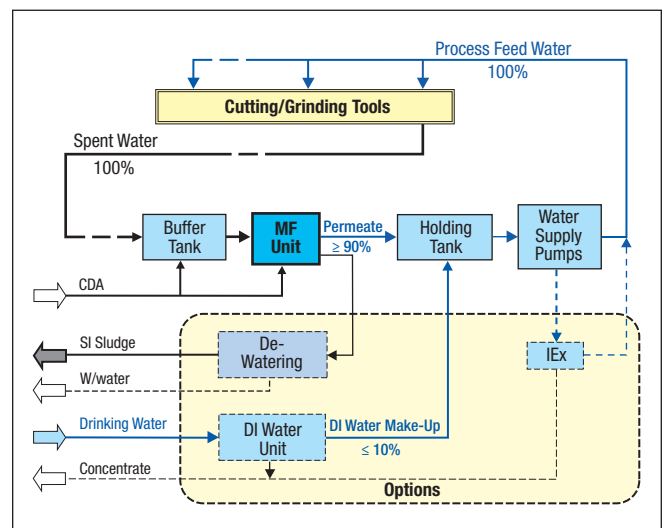 Process Feed Water
100%
Cutting/Grinding Tools
Spent Water
100%
Buffer
Tank
MF
Unit
Permeate
≥ 90%
Holding
Tank
Water
Supply
Pumps
CDA
SI Sludge
De-
Watering
IEx
W/water
Drinking Water
DI Water
Unit
DI Water Make-Up
≤ 10%
Concentrate
Options